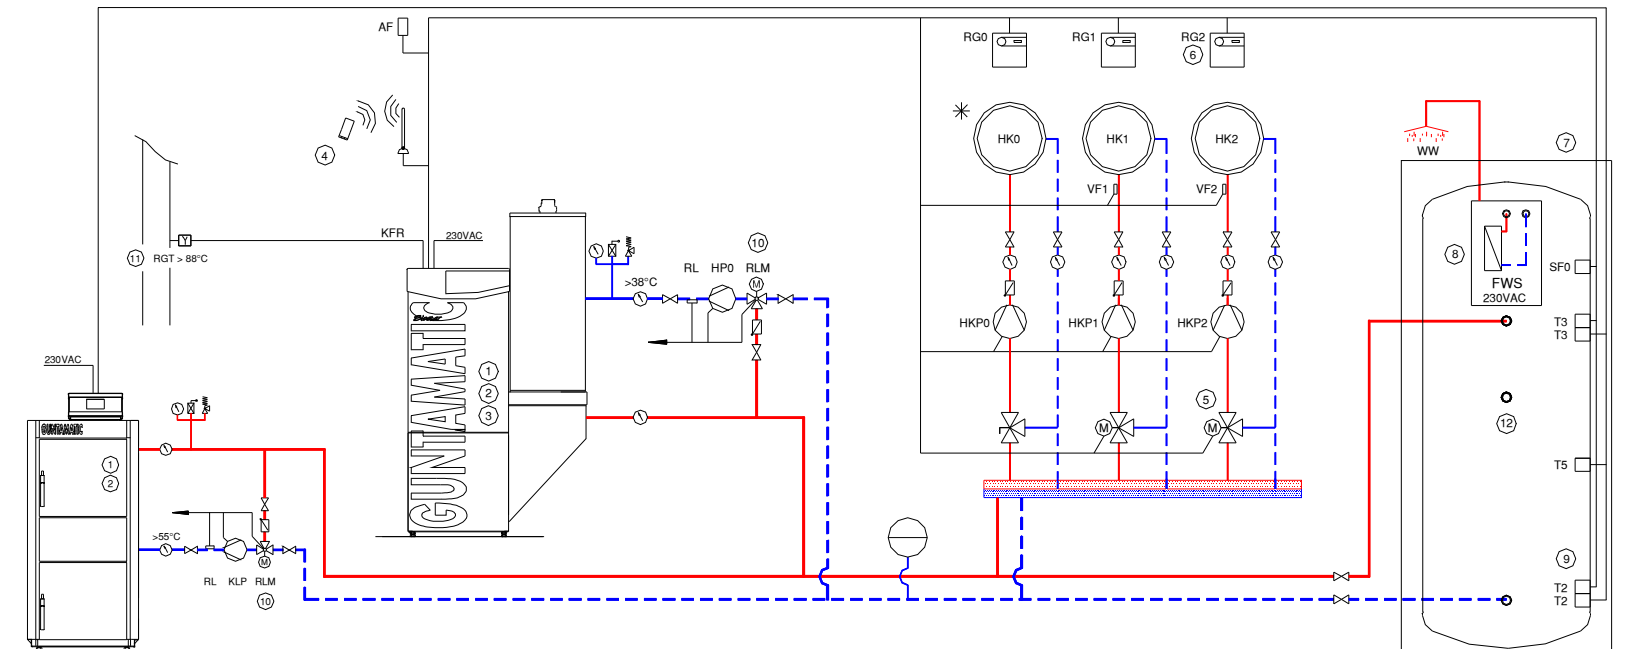 AF
RG0
RG1
RG2
6
HK0
HK1
HK2
4
WW
7
VF1
VF2
KFR
230VAC
11
RGT > 88°C
10
RL
HP0
RLM
M
>38°C
8
FWS
230VAC
SF0
HKP0
HKP1
HKP2
T3
T3
230VAC
GUNTAMATIC
1
2
3
5
12
M
M
GUNTAMATIC
1
2
T5
>55°C
RL
KLP
RLM
M
10
9
T2
T2